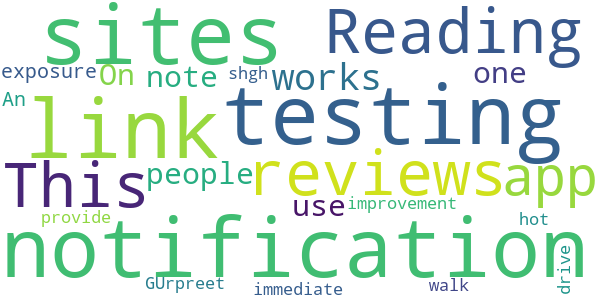 sites Reading
exposure On note shgh works one
An link testing
This people reviews app
use improvement
provide notification hot
GUrpreet immediate walk drive